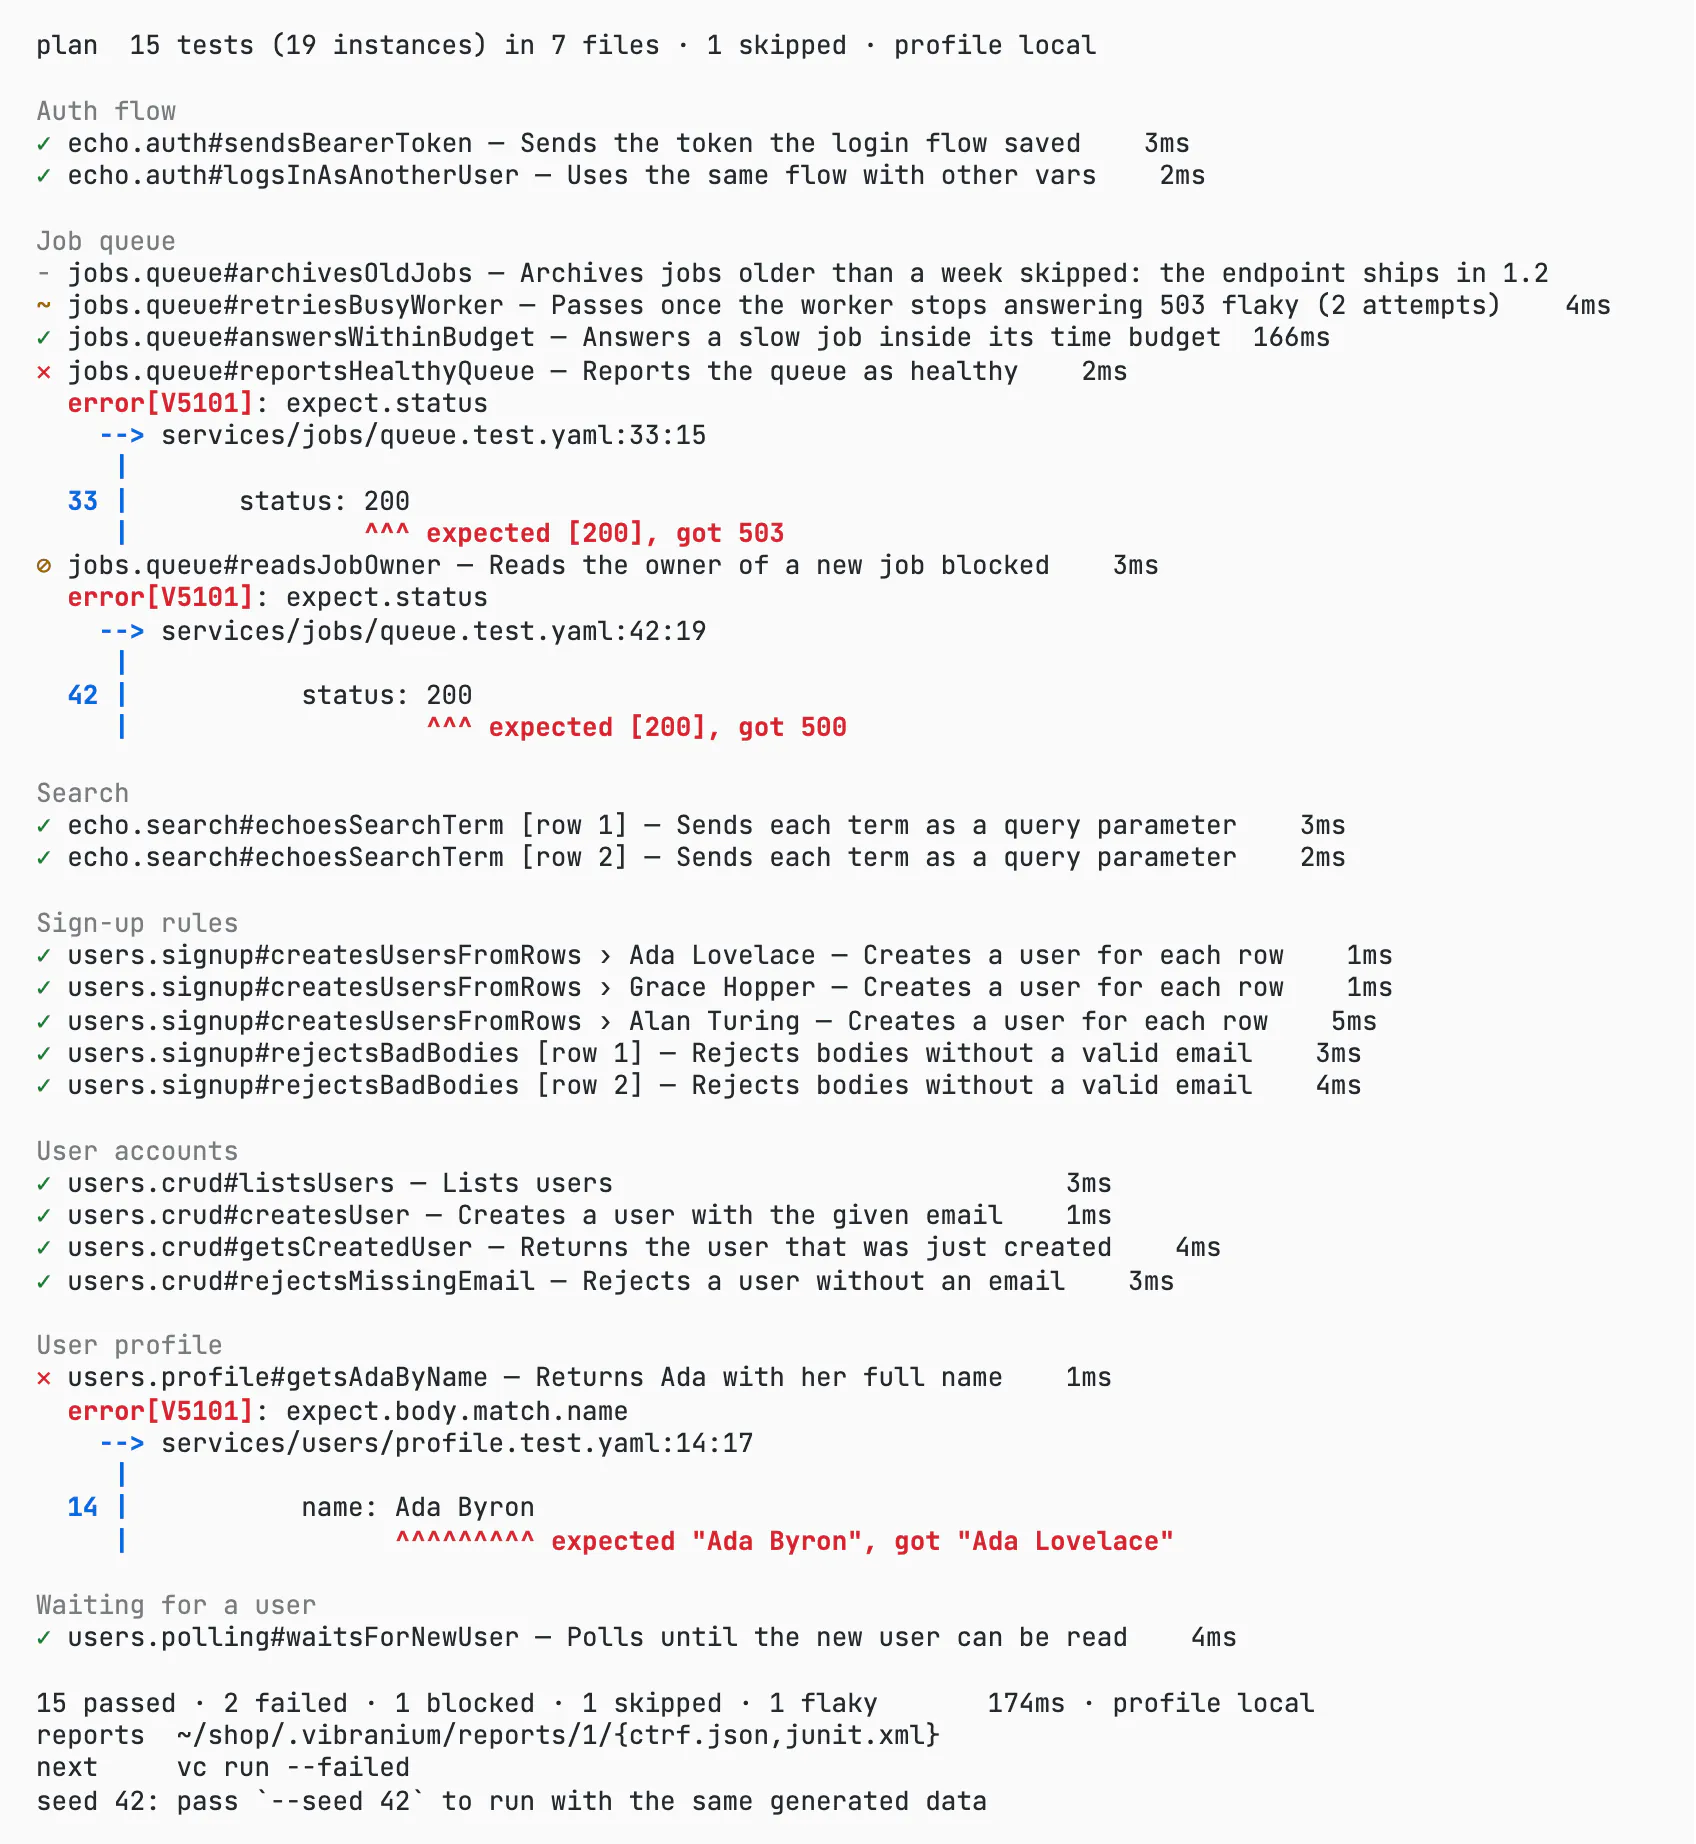 plan  15 tests (19 instances) in 7 files · 1 skipped · profile local

Auth flow
✓ echo.auth#sendsBearerToken — Sends the token the login flow saved    3ms
✓ echo.auth#logsInAsAnotherUser — Uses the same flow with other vars    2ms

Job queue
- jobs.queue#archivesOldJobs — Archives jobs older than a week skipped: the endpoint ships in 1.2
~ jobs.queue#retriesBusyWorker — Passes once the worker stops answering 503 flaky (2 attempts)    4ms
✓ jobs.queue#answersWithinBudget — Answers a slow job inside its time budget  166ms
✗ jobs.queue#reportsHealthyQueue — Reports the queue as healthy    2ms
  error[V5101]: expect.status
    --> services/jobs/queue.test.yaml:33:15
     |
  33 |       status: 200
     |               ^^^ expected [200], got 503
⊘ jobs.queue#readsJobOwner — Reads the owner of a new job blocked    3ms
  error[V5101]: expect.status
    --> services/jobs/queue.test.yaml:42:19
     |
  42 |           status: 200
     |                   ^^^ expected [200], got 500

Search
✓ echo.search#echoesSearchTerm [row 1] — Sends each term as a query parameter    3ms
✓ echo.search#echoesSearchTerm [row 2] — Sends each term as a query parameter    2ms

Sign-up rules
✓ users.signup#createsUsersFromRows › Ada Lovelace — Creates a user for each row    1ms
✓ users.signup#createsUsersFromRows › Grace Hopper — Creates a user for each row    1ms
✓ users.signup#createsUsersFromRows › Alan Turing — Creates a user for each row    5ms
✓ users.signup#rejectsBadBodies [row 1] — Rejects bodies without a valid email    3ms
✓ users.signup#rejectsBadBodies [row 2] — Rejects bodies without a valid email    4ms

User accounts
✓ users.crud#listsUsers — Lists users                             3ms
✓ users.crud#createsUser — Creates a user with the given email    1ms
✓ users.crud#getsCreatedUser — Returns the user that was just created    4ms
✓ users.crud#rejectsMissingEmail — Rejects a user without an email    3ms

User profile
✗ users.profile#getsAdaByName — Returns Ada with her full name    1ms
  error[V5101]: expect.body.match.name
    --> services/users/profile.test.yaml:14:17
     |
  14 |           name: Ada Byron
     |                 ^^^^^^^^^ expected "Ada Byron", got "Ada Lovelace"

Waiting for a user
✓ users.polling#waitsForNewUser — Polls until the new user can be read    4ms

15 passed · 2 failed · 1 blocked · 1 skipped · 1 flaky       174ms · profile local
reports  ~/shop/.vibranium/reports/1/{ctrf.json,junit.xml}
next     vc run --failed
seed 42: pass `--seed 42` to run with the same generated data